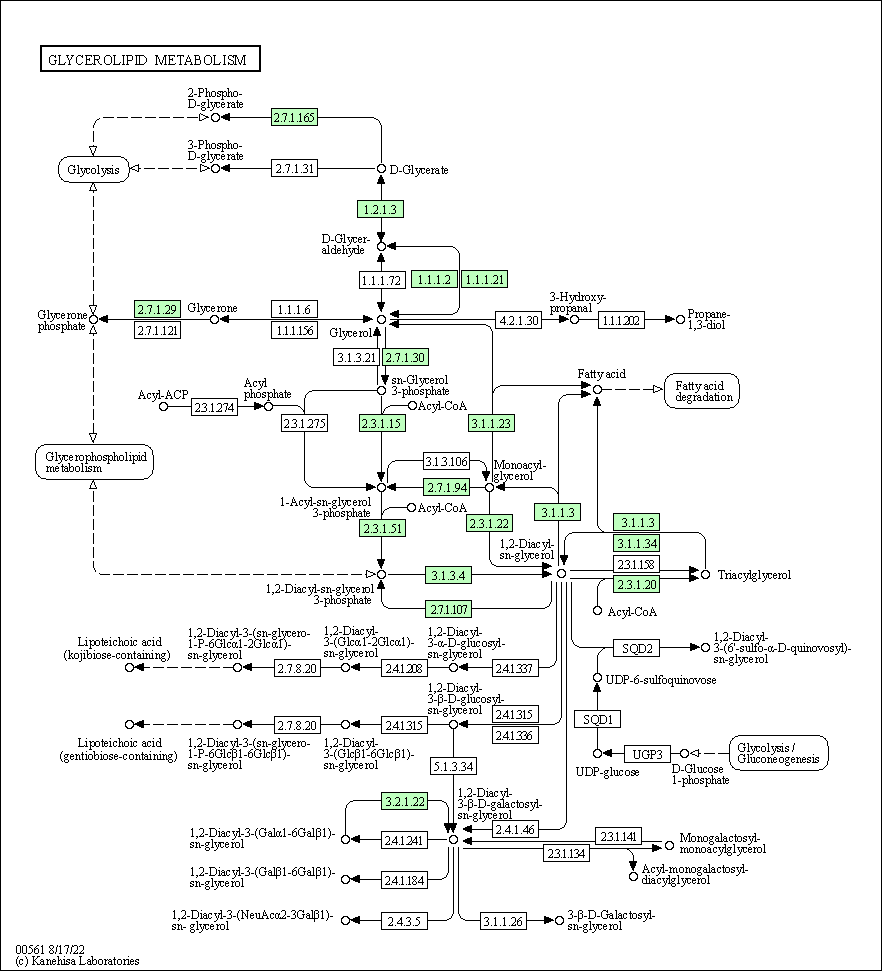 GLYCEROLIPID METABOLISM
2-Phospho-
D-glycerate
2.7.1.165
3-Phospho-
D-glycerate
Glycolysis
2.7.1.31
D-Glycerate
1.2.1.3
D-Glycer-
aldehyde
1.1.1.72
1.1.1.2
1.1.1.21
Glycerone
phosphate
2.7.1.29
2.7.1.121
Glycerone
1.1.1.6
1.1.1.156
Glycerol
4.2.1.30
3-Hydroxy-
propanal
1.1.1202
Propane-
1,3-diol
3.1.3.21
2.7.1.30
sn-Glycerol
3-phosphate
Fatty acid
Fatty acid
degradation
Acyl-ACP
2.3.1.274
Acyl
phosphate
2.3.1.275
Acyl-CoA
2.3.1.15
3.1.1.23
Glycerophospholipid
metabolism
3.1.3.106
Monoacyl-
glycerol
2.7.1.94
1-Acyl-sn-glycerol
3-phosphate
Acyl-CoA
2.3.1.51
2.3.1.22
3.1.1.3
3.1.1.3
3.1.1.34
1,2-Diacyl-
sn-glycerol
2.3.1.158
2.3.1.20
Triacylglycerol
3.1.3.4
1,2-Diacyl-sn-glycerol
3-phosphate
2.7.1.107
Acyl-CoA
Lipoteichoic acid
(kojibiose-containing)
1,2-Diacyl-3-(sn-glycero-
1-P-6Glcα1-2Glcα1)-
sn-glycerol
1,2-Diacyl-
3-(Glcα1-2Glcα1)-
sn-glycerol
1,2-Diacyl-
3-α-D-glucosyl-
sn-glycerol
2.7.8.20
2.4.1.208
2.4.1.337
SQD2
1,2-Diacyl-
3-(6'-sulfo-α-D-quinovosyl)-
sn-glycerol
UDP-6-sulfoquinovose
1,2-Diacyl-
3-β-D-glucosyl-
sn-glycerol
2.7.8.20
2.4.1.315
2.4.1.315
2.4.1.336
SQD1
Lipoteichoic acid
(gentiobiose-containing)
1,2-Diacyl-3-(sn-glycero-
1-P-6Glcβ1-6Glcβ1)-
sn-glycerol
1,2-Diacyl-
3-(Glcβ1-6Glcβ1)-
sn-glycerol
5.1.3.34
UDP-glucose
UGP3
D-Glucose
1-phosphate
Glycolysis /
Gluconeogenesis
3.2.1.22
1,2-Diacyl-
3-β-D-galactosyl-
sn-glycerol
2.4.1.46
1,2-Diacyl-3-(Galα1-6Galβ1)-
sn-glycerol
2.4.1.241
2.3.1.141
2.3.1.134
Monogalactosyl-
monoacylglycerol
Acyl-monogalactosyl-
diacylglycerol
1,2-Diacyl-3-(Galβ1-6Galβ1)-
sn-glycerol
2.4.1.184
1,2-Diacyl-3-(NeuAcα2-3Galβ1)-
sn- glycerol
2.4.3.5
3.1.1.26
3-β-D-Galactosyl-
sn-glycerol
00561 8/17/22
(c) Kanehisa Laboratories